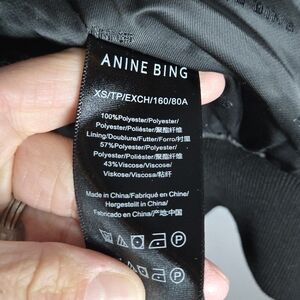 ANINE BING
XS/TP/EXCH/160/80A
100%Polyester/Polyester/
Polyester/Poliéster/聚酯纤维
Lining/Doublure/Futter/Forro/衬里
57%Polyester/Polyester/
Polyester/Poliéster/聚酯纤维
43%Viscose/Viscose/
Viskose/Viscosa/粘纤
Made in China/Fabriqué en Chine/
Hergestellt in China/
Fabricado en China/产地:中国